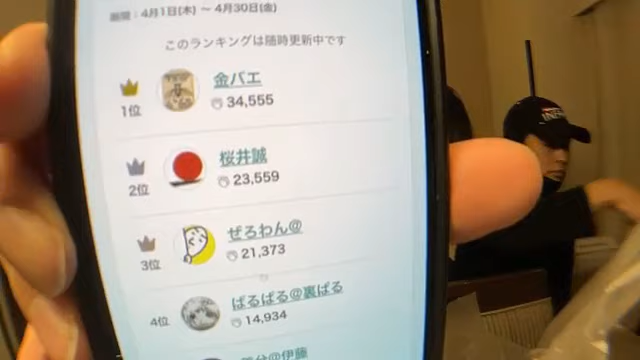 期間：4月1日(木) 〜 4月30日(金)
このランキングは随時更新中です
金バエ
1位
34,555
桜井誠
2位
23,559
ぜろわん@
3位
21,373
ぱるぱる@裏ぱる
4位
14,934
@伊藤